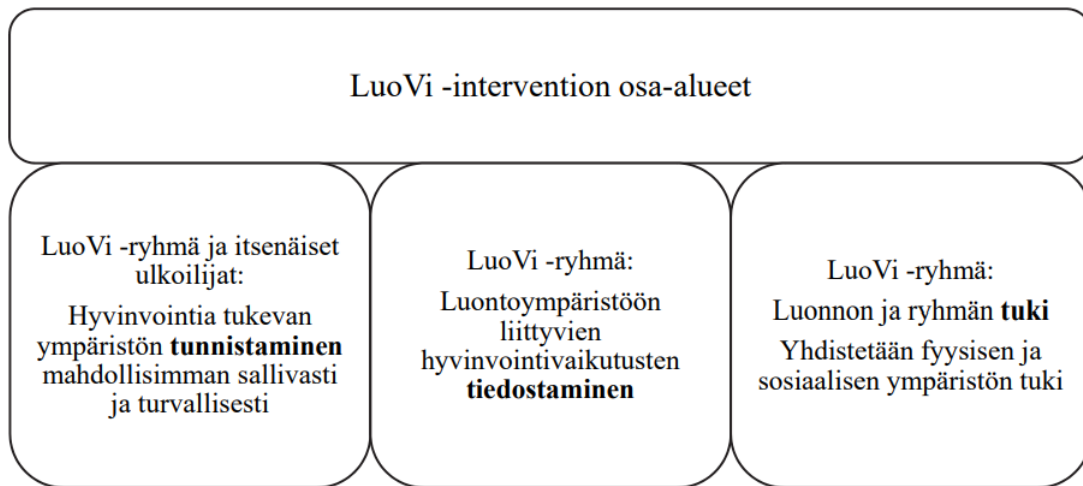 LuoVi -intervention osa-alueet
LuoVi -ryhmä ja itsenäiset
ulkoilijat:
Hyvinvointia tukevan
ympäristön tunnistaminen
mahdollisimman sallivasti
ja turvallisesti
LuoVi -ryhmä:
Luontoympäristöön
liittyvien
hyvinvointivaikutusten
tiedostaminen
LuoVi -ryhmä:
Luonnon ja ryhmän tuki
Yhdistetään fyysisen ja
sosiaalisen ympäristön tuki